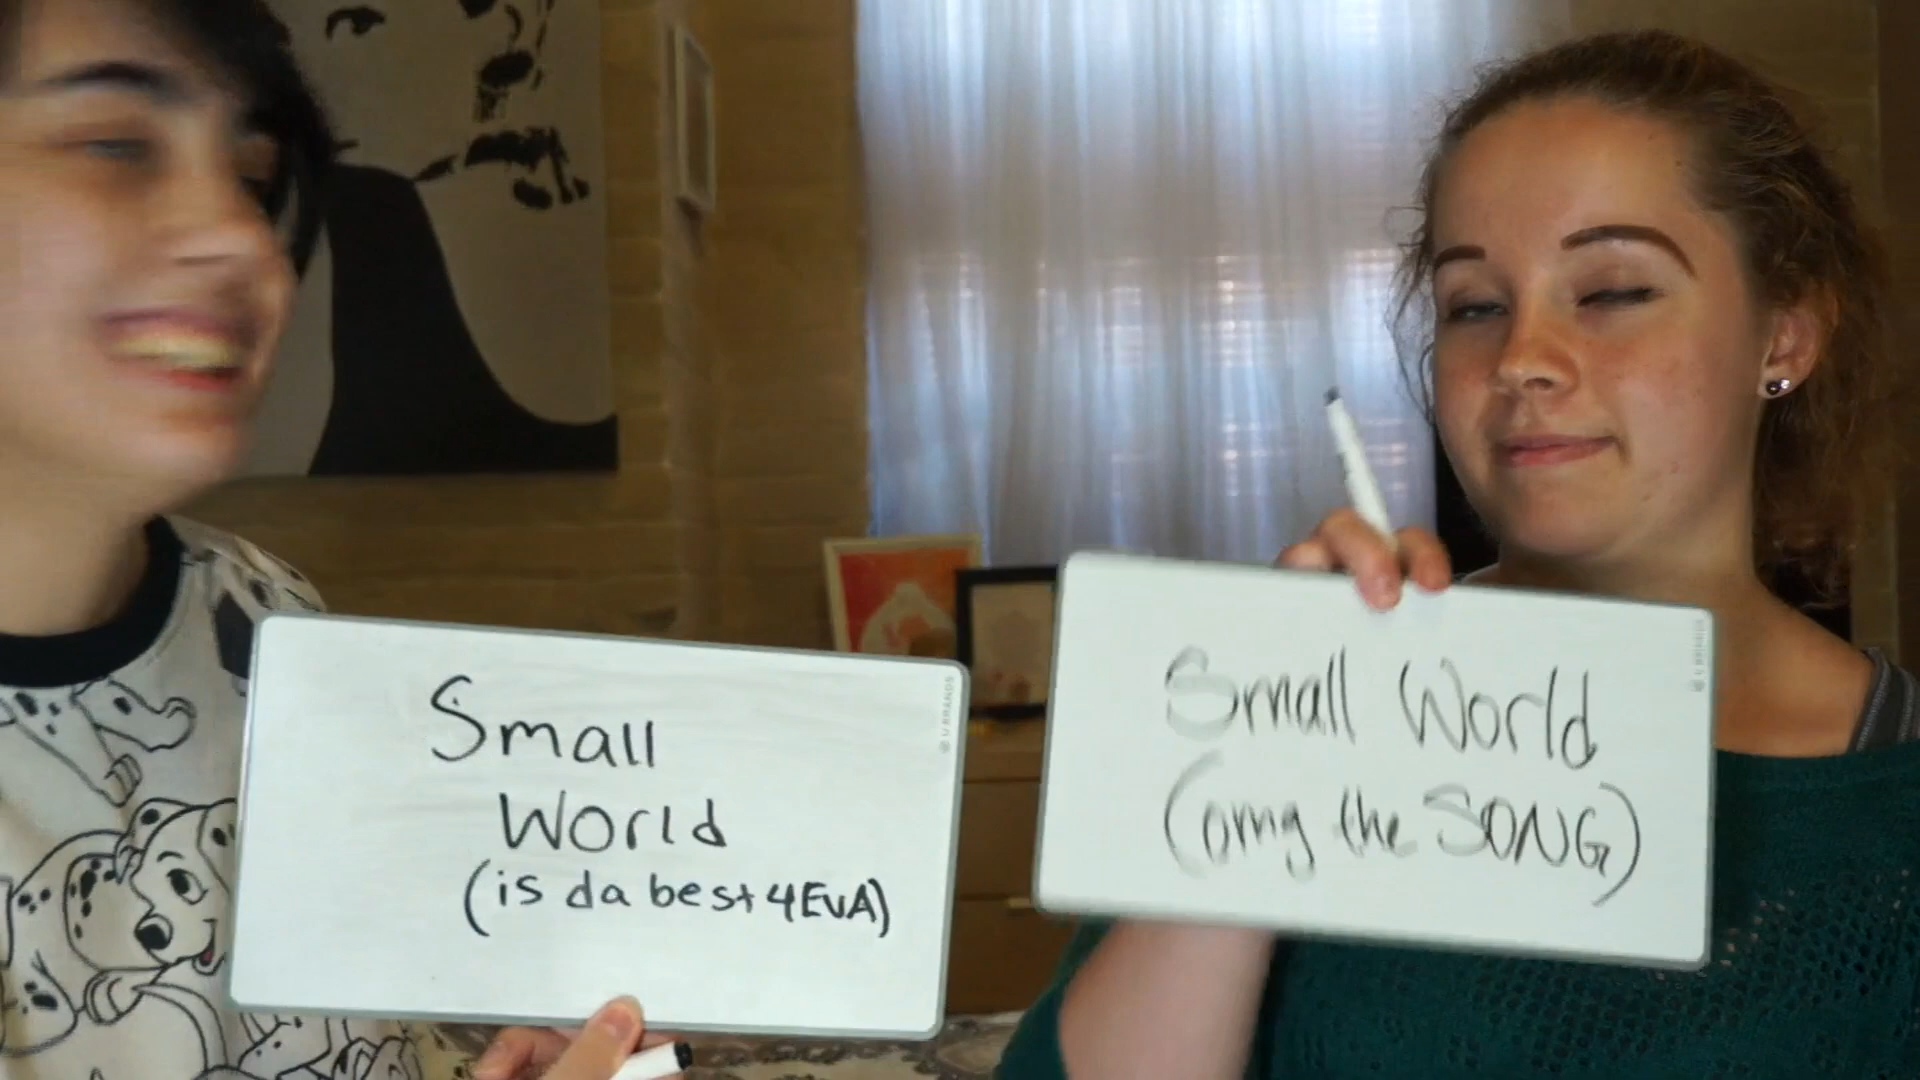 Small
World
(is da best 4EvA)
Small World
(omg the SONG)